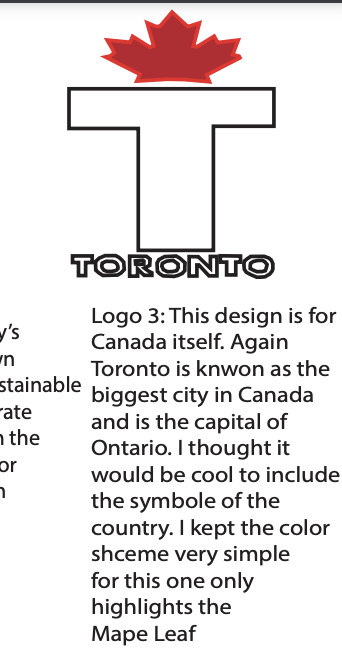 TORONTO
Logo 3: This design is for
Canada itself. Again
Toronto is knwon as the
biggest city in Canada
and is the capital of
Ontario. I thought it
would be cool to include
the symbole of the
country. I kept the color
shceme very simple
for this one only
highlights the
Mape Leaf
y's
vn
stainable
rate
n the
or